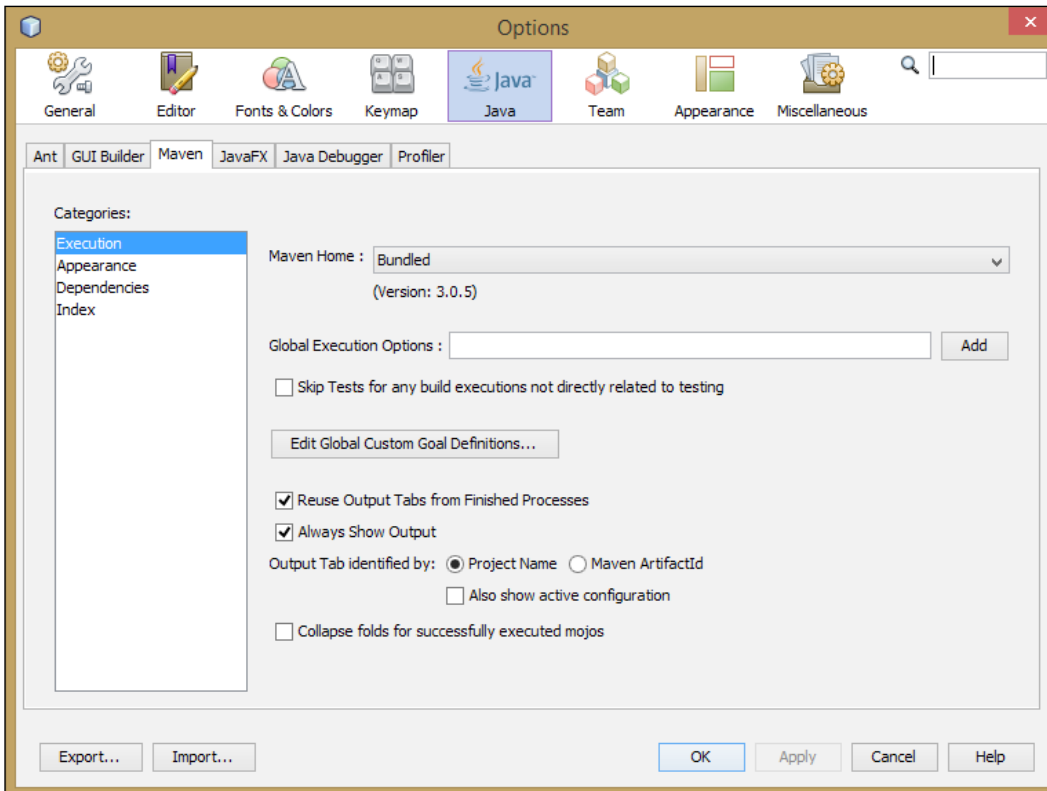 Options
General Editor Fonts & Colors Keymap Java Team Appearance Miscellaneous
Ant GUI Builder Maven JavaFX Java Debugger Profiler
Categories:
Execution
Appearance
Dependencies
Index
Maven Home : Bundled
(Version: 3.0.5)
Global Execution Options : Add
Skip Tests for any build executions not directly related to testing
Edit Global Custom Goal Definitions...
Reuse Output Tabs from Finished Processes
Always Show Output
Output Tab identified by: Project Name Maven ArtifactId
Also show active configuration
Collapse folds for successfully executed mojos
Export... Import... OK Apply Cancel Help